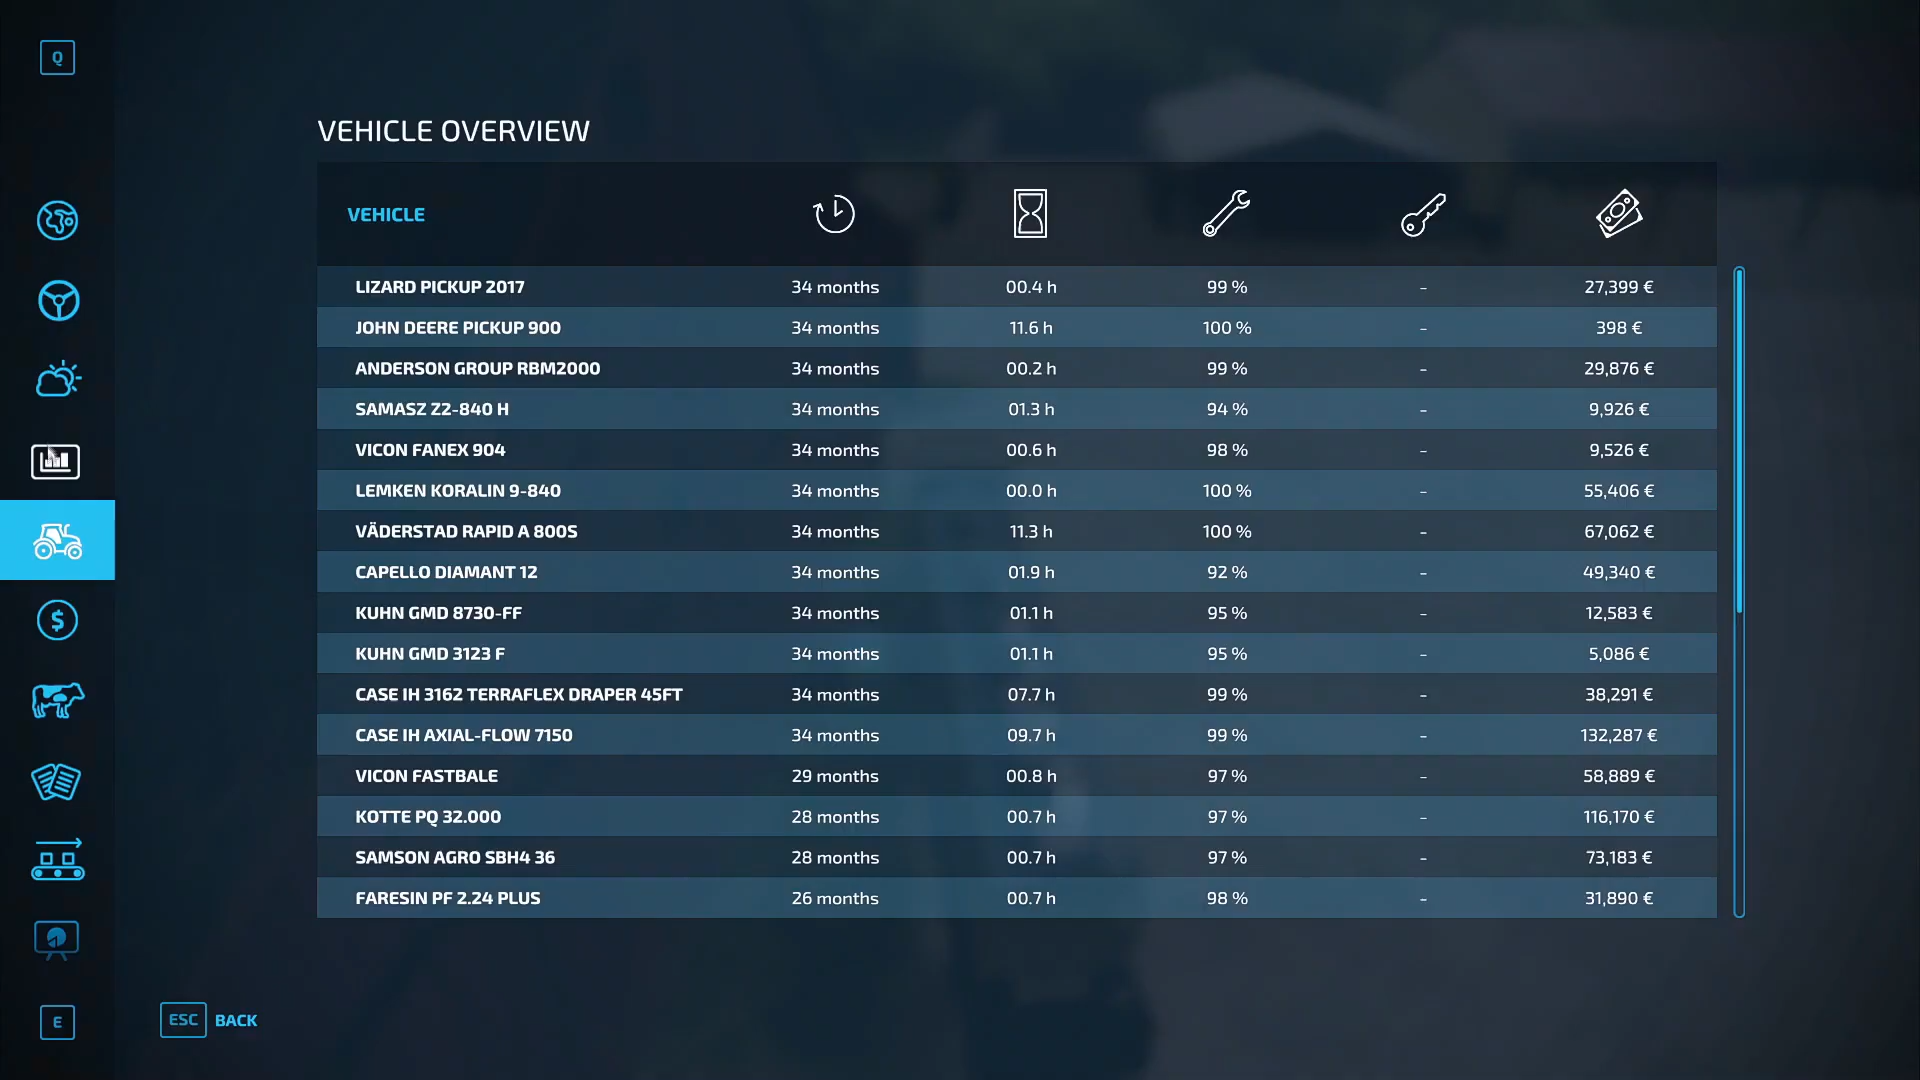 Q
VEHICLE OVERVIEW
VEHICLE
LIZARD PICKUP 2017 34 months 00.4 h 99 % - 27,399 €
JOHN DEERE PICKUP 900 34 months 11.6 h 100 % - 398 €
ANDERSON GROUP RBM2000 34 months 00.2 h 99 % - 29,876 €
SAMASZ Z2-840 H 34 months 01.3 h 94 % - 9,926 €
VICON FANEX 904 34 months 00.6 h 98 % - 9,526 €
LEMKEN KORALIN 9-840 34 months 00.0 h 100 % - 55,406 €
VÄDERSTAD RAPID A 800S 34 months 11.3 h 100 % - 67,062 €
CAPELLO DIAMANT 12 34 months 01.9 h 92 % - 49,340 €
KUHN GMD 8730-FF 34 months 01.1 h 95 % - 12,583 €
KUHN GMD 3123 F 34 months 01.1 h 95 % - 5,086 €
CASE IH 3162 TERRAFLEX DRAPER 45FT 34 months 07.7 h 99 % - 38,291 €
CASE IH AXIAL-FLOW 7150 34 months 09.7 h 99 % - 132,287 €
VICON FASTBALE 29 months 00.8 h 97 % - 58,889 €
KOTTE PQ 32.000 28 months 00.7 h 97 % - 116,170 €
SAMSON AGRO SBH4 36 28 months 00.7 h 97 % - 73,183 €
FARESIN PF 2.24 PLUS 26 months 00.7 h 98 % - 31,890 €
E
ESC BACK